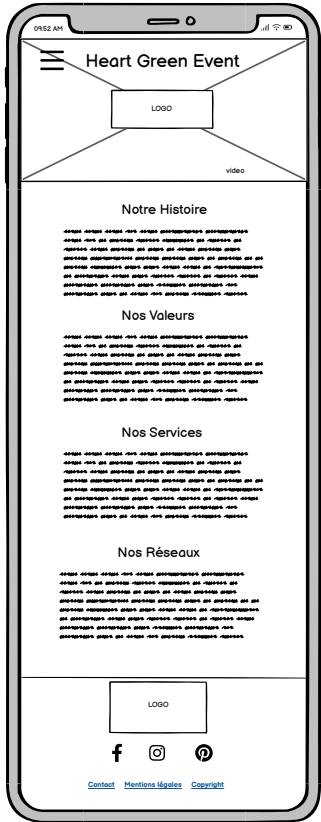 09:52 AM
Heart Green Event
LOGO
video
Notre Histoire
Nos Valeurs
Nos Services
Nos Réseaux
LOGO
Contact Mentions légales Copyright